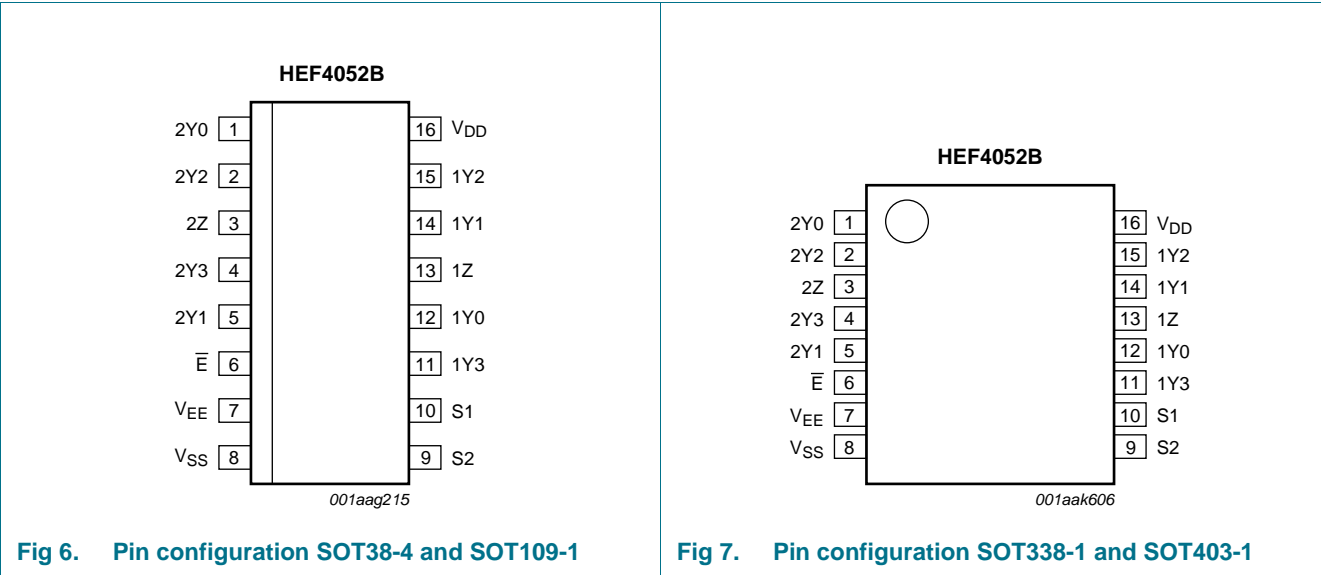 HEF4052B
2Y0 1 16 VDD
2Y2 2 15 1Y2
2Z 3 14 1Y1
2Y3 4 13 1Z
2Y1 5 12 1Y0
E̅ 6 11 1Y3
VEE 7 10 S1
VSS 8 9 S2
001aag215
Fig 6. Pin configuration SOT38-4 and SOT109-1
HEF4052B
2Y0 1 16 VDD
2Y2 2 15 1Y2
2Z 3 14 1Y1
2Y3 4 13 1Z
2Y1 5 12 1Y0
E̅ 6 11 1Y3
VEE 7 10 S1
VSS 8 9 S2
001aak606
Fig 7. Pin configuration SOT338-1 and SOT403-1